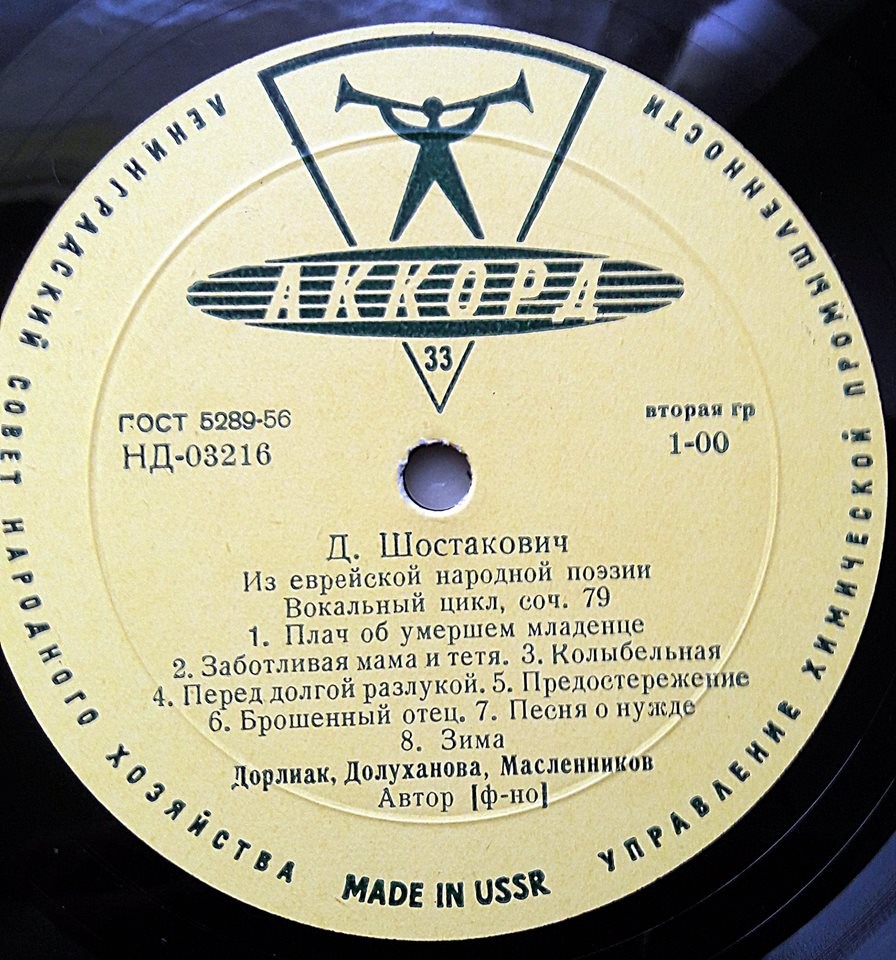 ЛЕНИНГРАДСКИЙ СОВЕТ НАРОДНОГО ХОЗЯЙСТВА
УПРАВЛЕНИЕ ХИМИЧЕСКОЙ ПРОМЫШЛЕННОСТИ
АККОРД
33
ГОСТ 5289-56
НД-03216
вторая гр
1-00
Д. Шостакович
Из еврейской народной поэзии
Вокальный цикл, соч. 79
1. Плач об умершем младенце
2. Заботливая мама и тетя. 3. Колыбельная
4. Перед долгой разлукой. 5. Предостережение
6. Брошенный отец. 7. Песня о нужде
8. Зима
Дорлиак, Долуханова, Масленников
Автор [ф-но]
MADE IN USSR